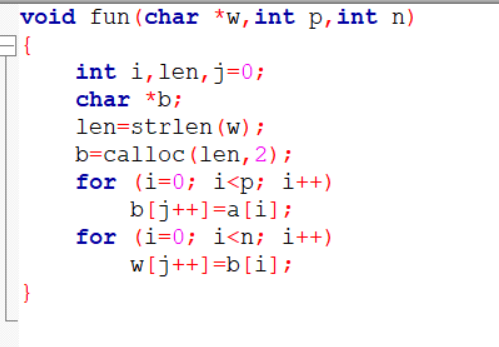 void fun(char *w,int p,int n)
{
    int i,len,j=0;
    char *b;
    len=strlen(w);
    b=calloc(len,2);
    for (i=0; i<p; i++)
        b[j++]=a[i];
    for (i=0; i<n; i++)
        w[j++]=b[i];
}